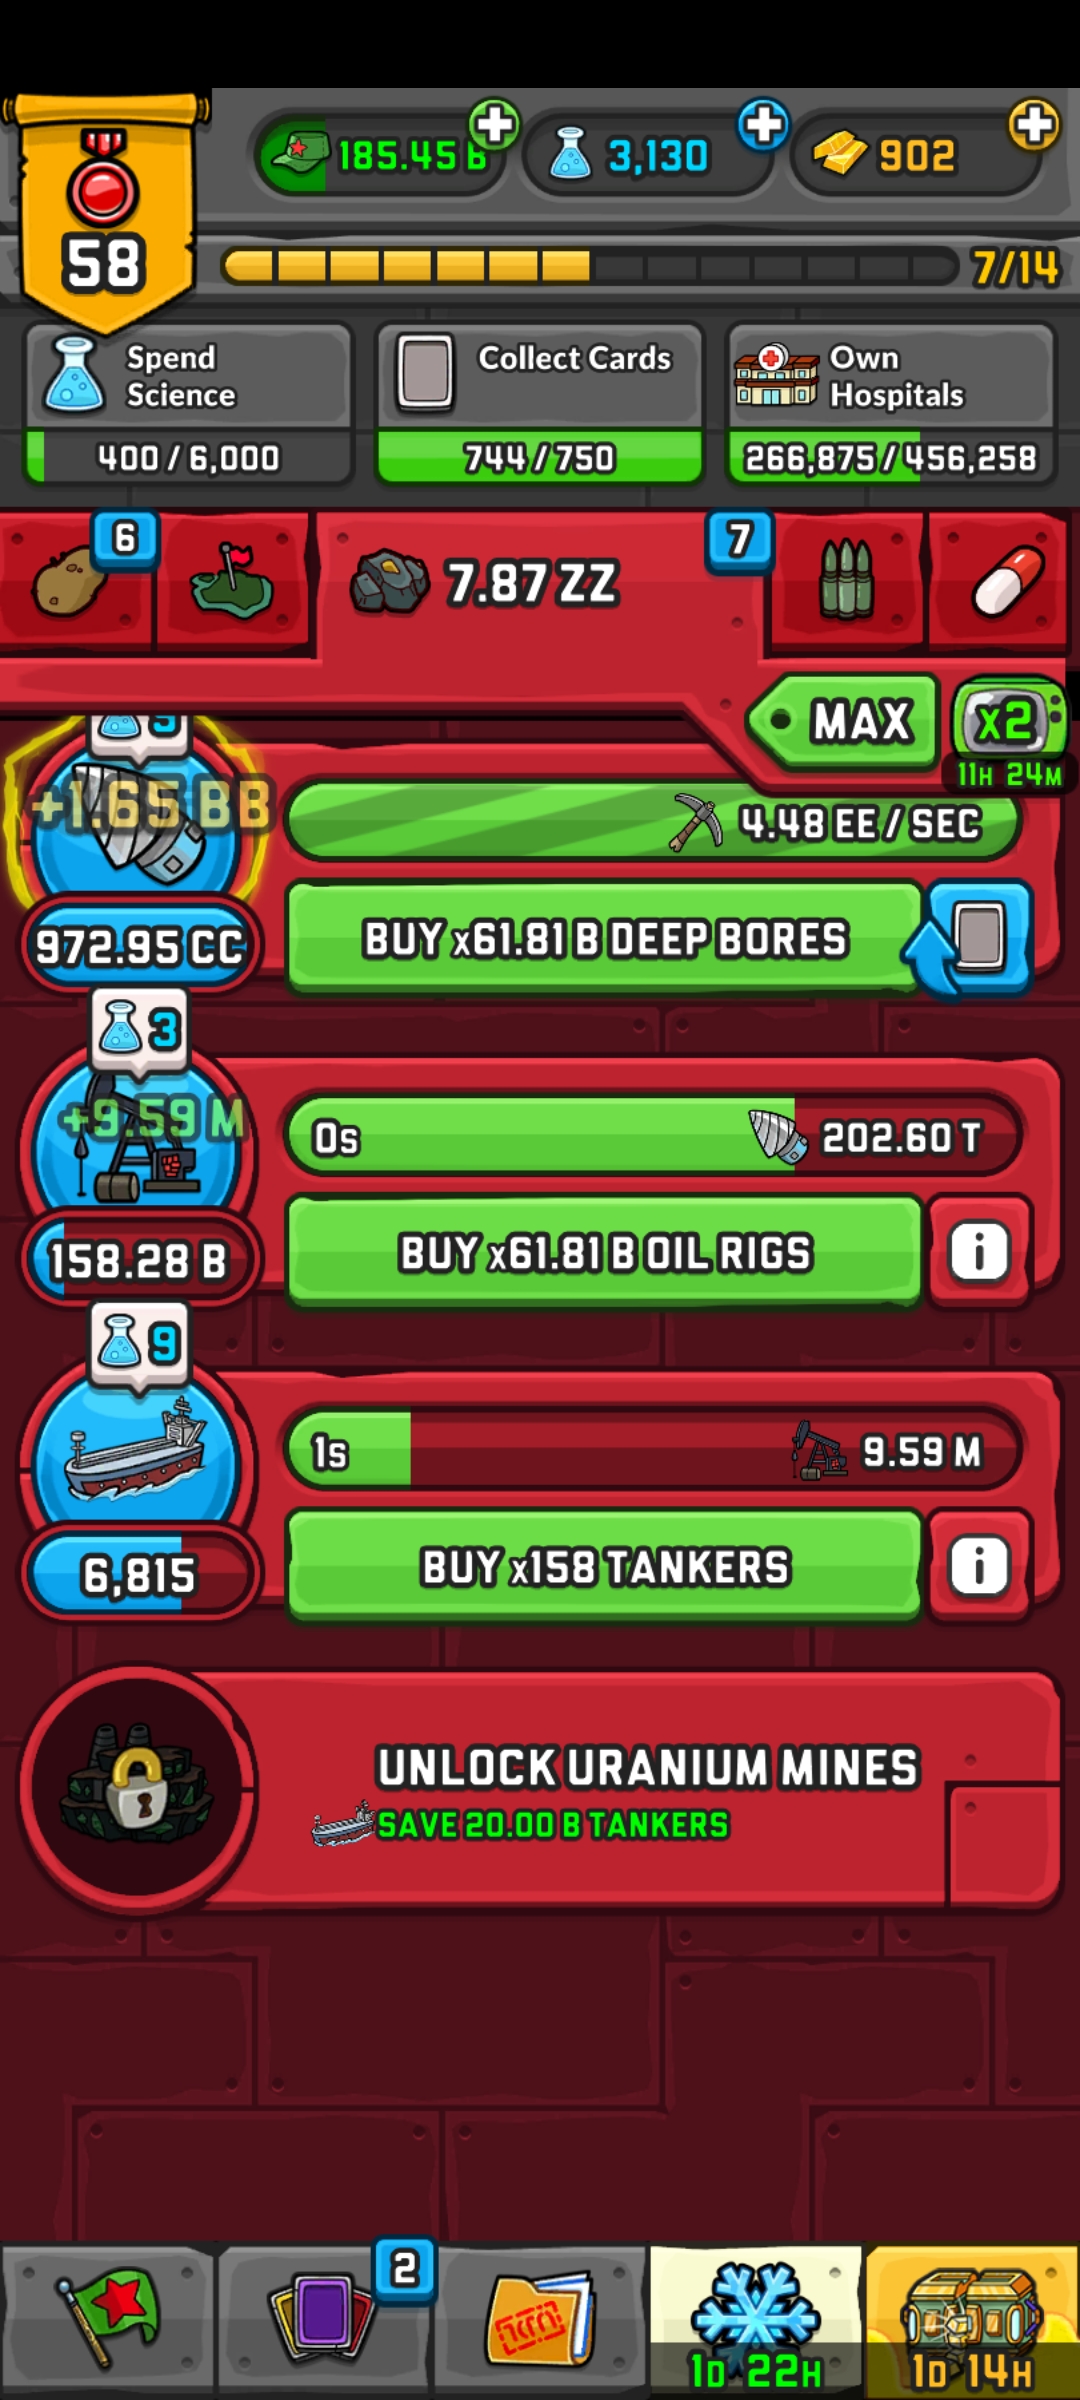 185.45 B
3,130
902
58
7/14
Spend
Science
400 / 6,000
Collect Cards
744 / 750
Own
Hospitals
266,875 / 456,258
6
7.87 ZZ
7
MAX
x2
11H 24M
+1.65 BB
4.48 EE / SEC
972.95 CC
BUY x61.81 B DEEP BORES
3
+9.59 M
0s
202.60 T
158.28 B
BUY x61.81 B OIL RIGS
i
9
1s
9.59 M
6,815
BUY x158 TANKERS
i
UNLOCK URANIUM MINES
SAVE 20.00 B TANKERS
2
1D 22H
1D 14H